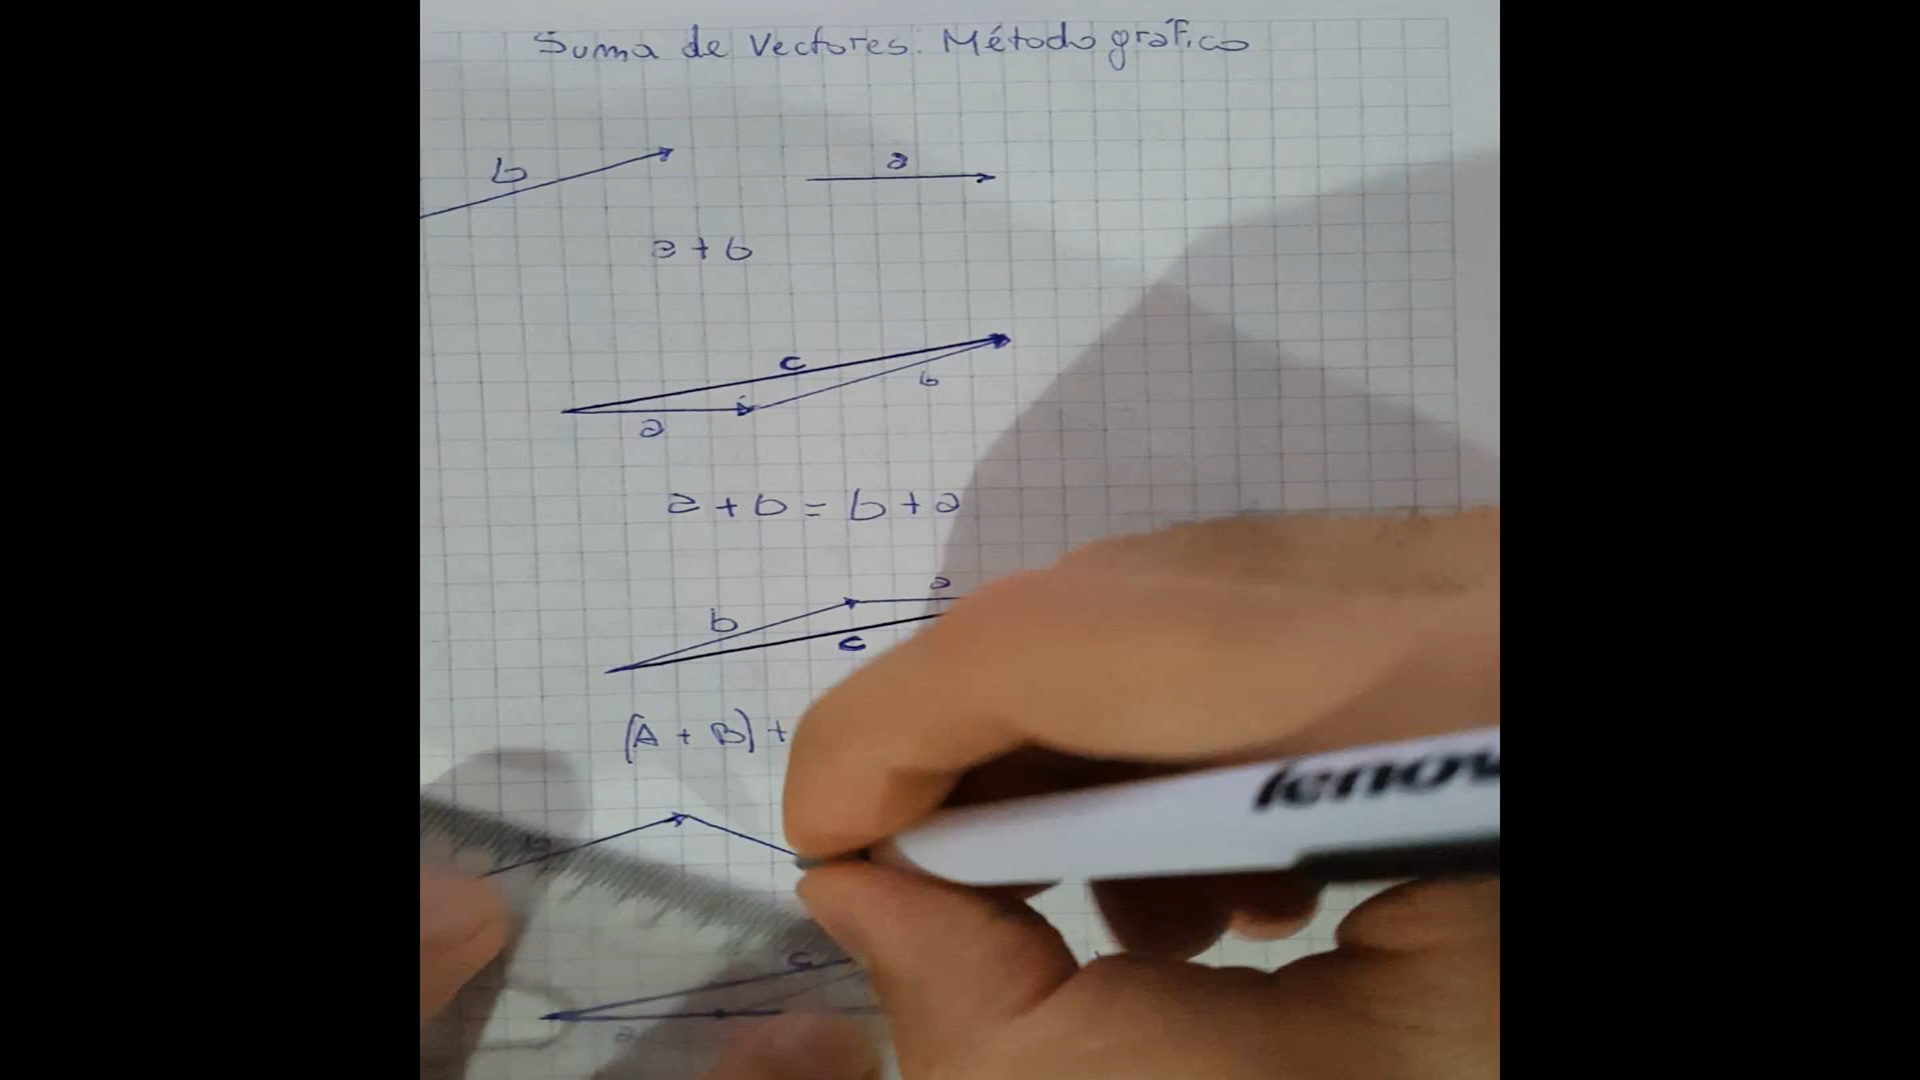 Suma de Vectores. Método gráfico
b
a
a + b
c
b
a
a + b = b + a
a
b
c
(A + B) +
lenov
b
c
a